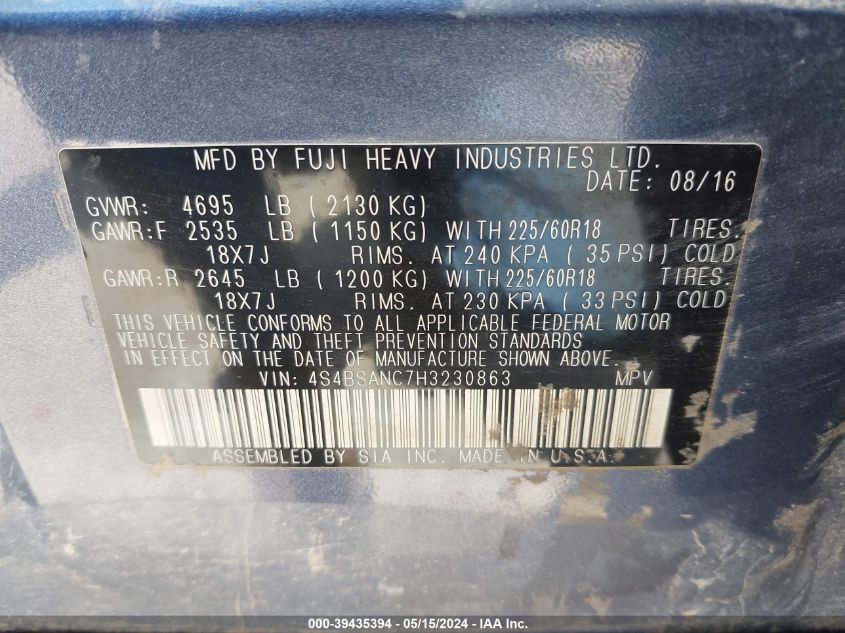 MFD BY FUJI HEAVY INDUSTRIES LTD.
DATE: 08/16
GVWR: 4695 LB ( 2130 KG)
GAWR:F 2535 LB ( 1150 KG) WITH 225/60R18 TIRES.
18X7J RIMS. AT 240 KPA ( 35 PSI) COLD
GAWR:R 2645 LB ( 1200 KG) WITH 225/60R18 TIRES.
18X7J RIMS. AT 230 KPA ( 33 PSI) COLD
THIS VEHICLE CONFORMS TO ALL APPLICABLE FEDERAL MOTOR
VEHICLE SAFETY AND THEFT PREVENTION STANDARDS
IN EFFECT ON THE DATE OF MANUFACTURE SHOWN ABOVE.
VIN: 4S4BSANC7H3230863 MPV
ASSEMBLED BY SIA INC. MADE IN U.S.A.
000-39435394 - 05/15/2024 - IAA Inc.